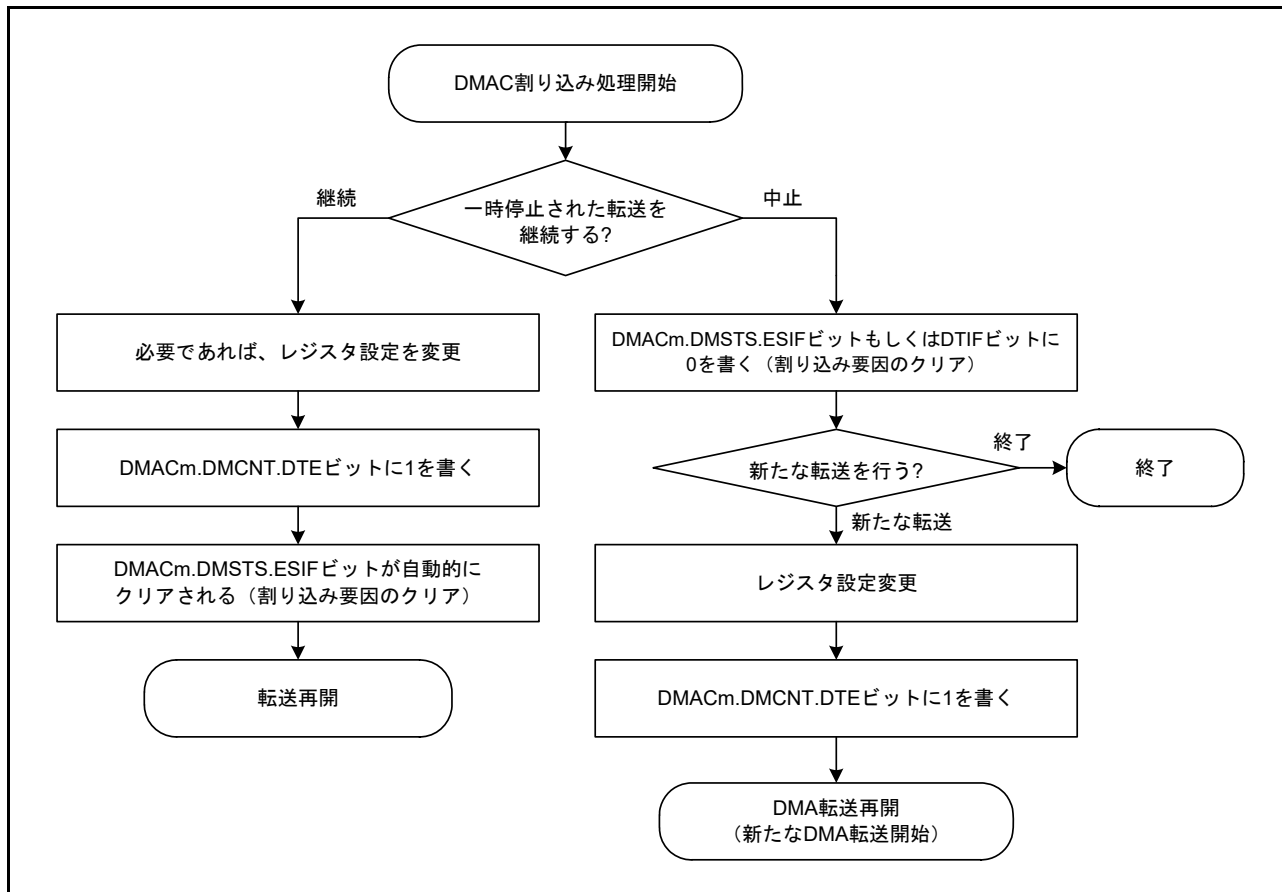 DMAC割り込み処理開始
一時停止された転送を
継続する?
継続
中止
必要であれば、レジスタ設定を変更
DMACm.DMCNT.DTEビットに1を書く
DMACm.DMSTS.ESIFビットが自動的に
クリアされる（割り込み要因のクリア）
転送再開
DMACm.DMSTS.ESIFビットもしくはDTIFビットに
0を書く（割り込み要因のクリア）
新たな転送を行う?
終了
終了
新たな転送
レジスタ設定変更
DMACm.DMCNT.DTEビットに1を書く
DMA転送再開
（新たなDMA転送開始）